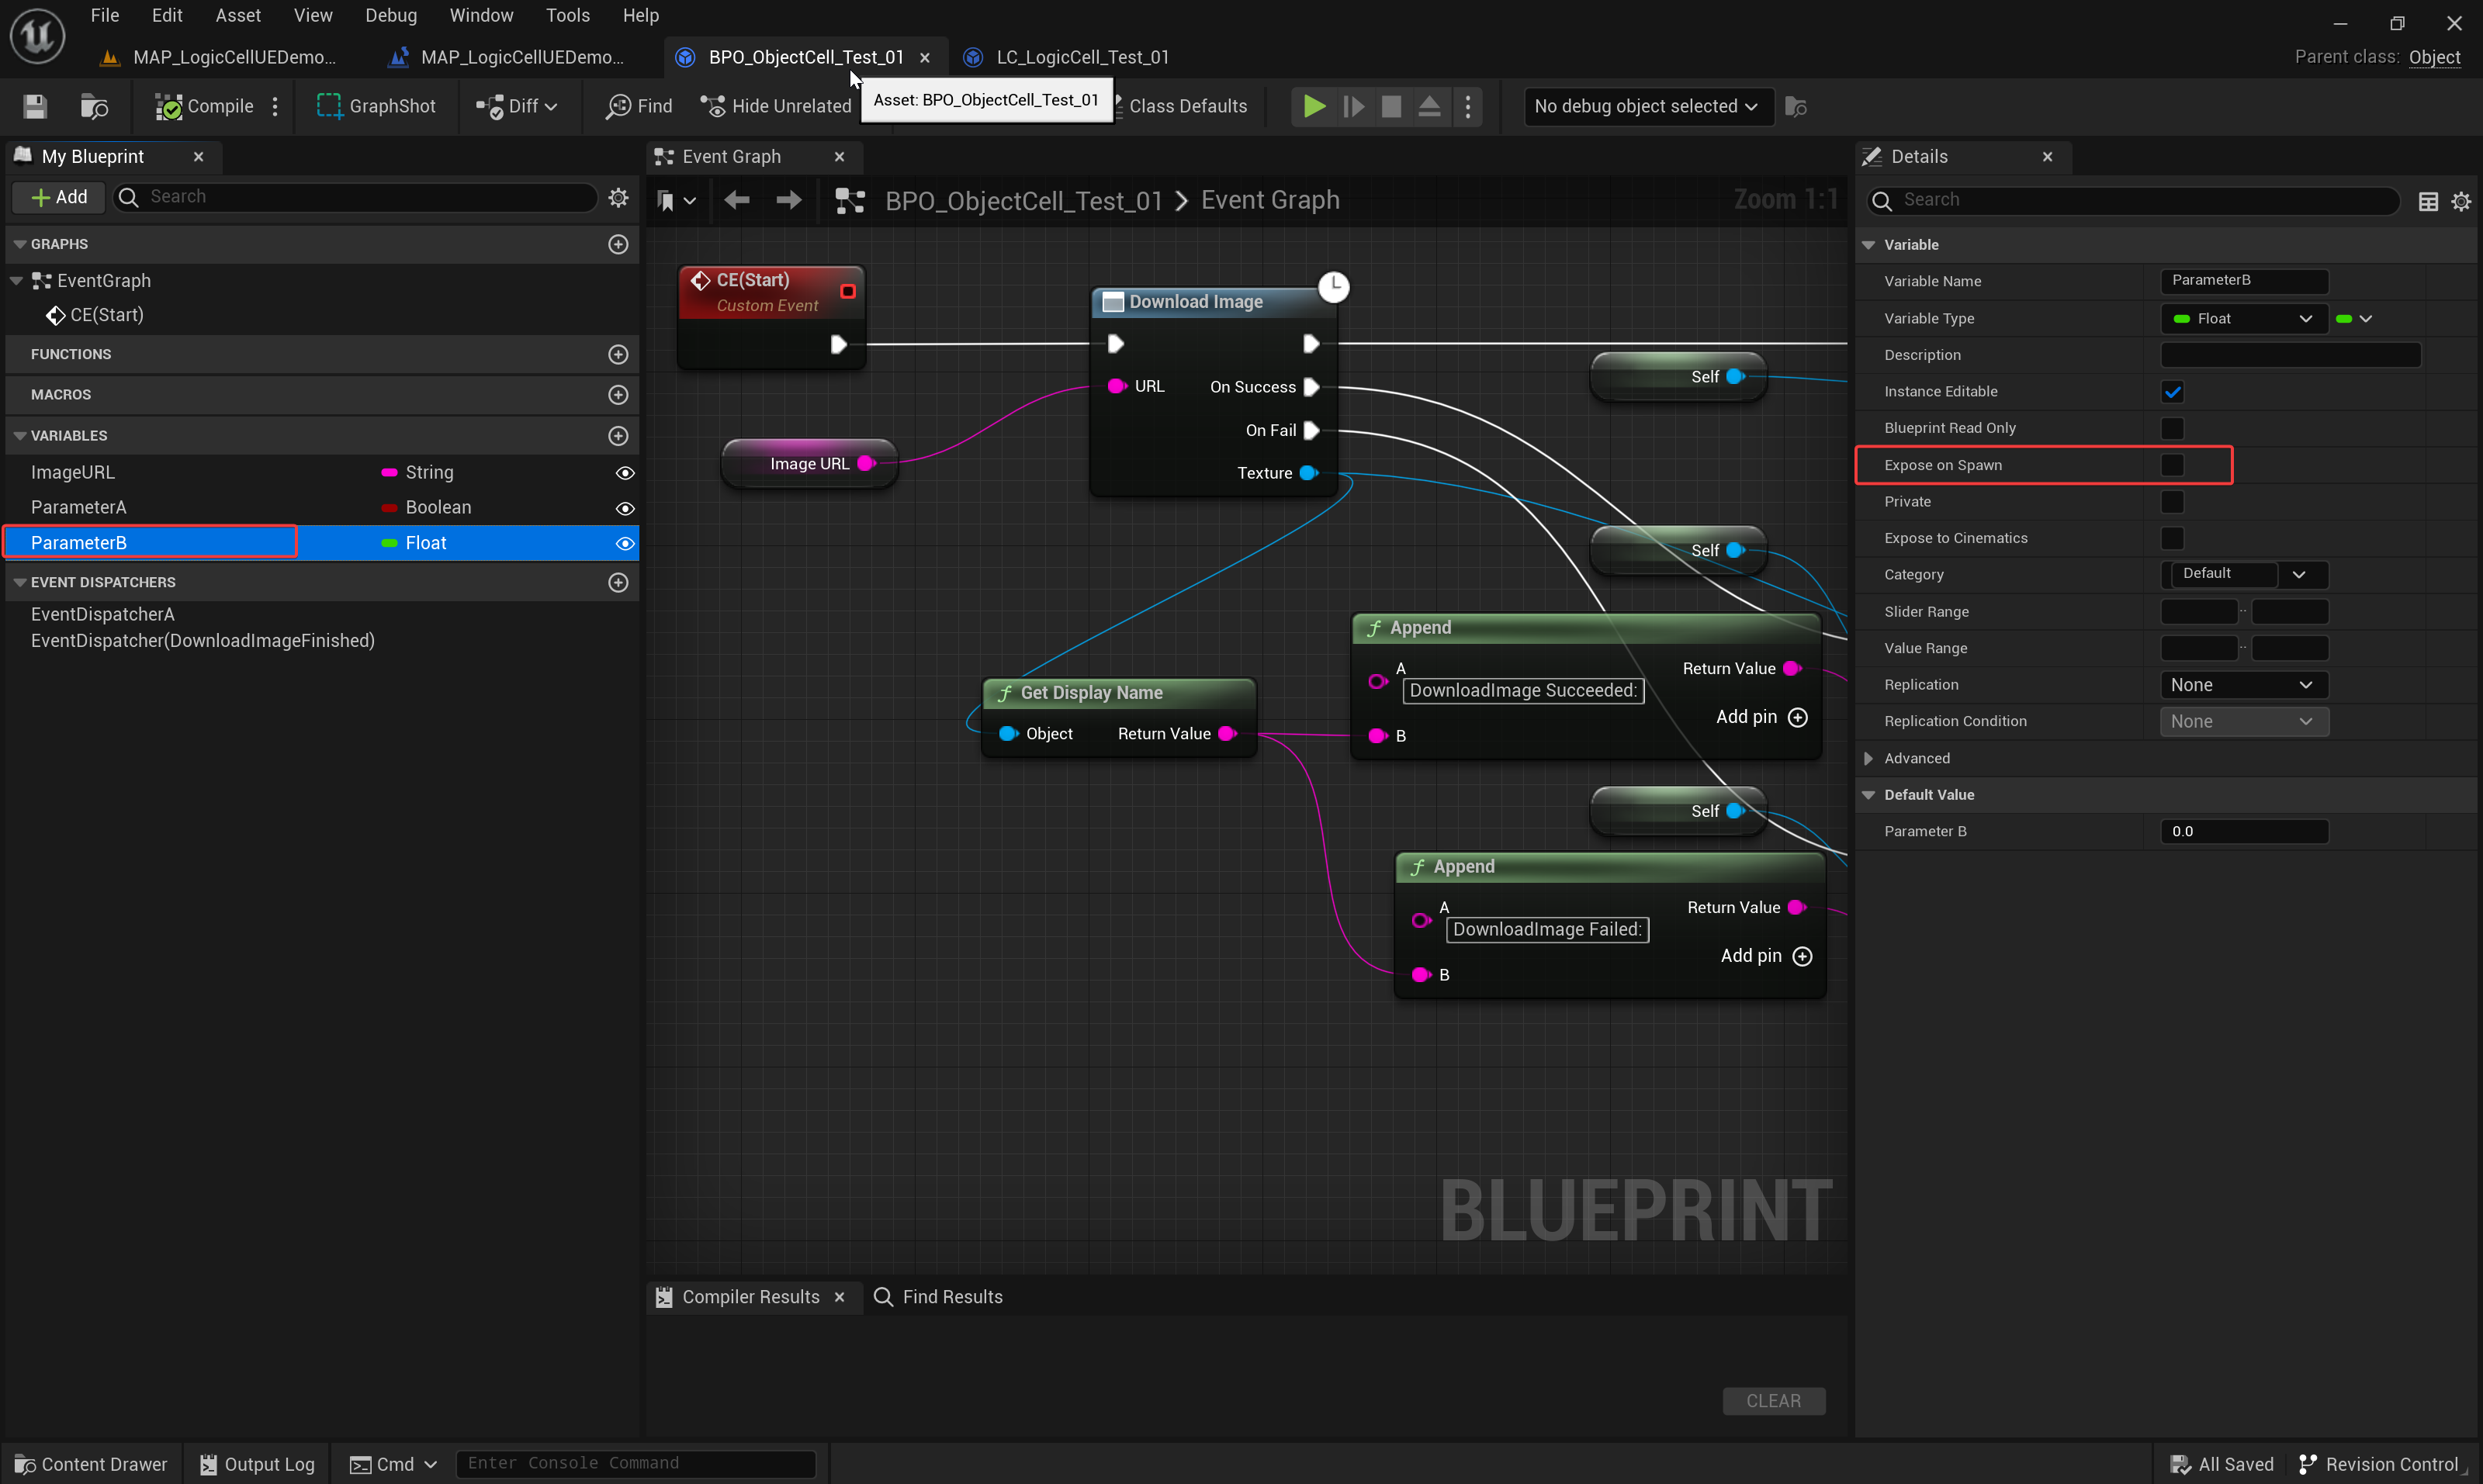 File Edit Asset View Debug Window Tools Help
MAP_LogicCellUEDemo... MAP_LogicCellUEDemo... BPO_ObjectCell_Test_01 LC_LogicCell_Test_01 Parent class: Object
Compile GraphShot Diff Find Hide Unrelated Class Defaults No debug object selected
Asset: BPO_ObjectCell_Test_01
My Blueprint
Add Search
GRAPHS
EventGraph
CE(Start)
FUNCTIONS
MACROS
VARIABLES
ImageURL String
ParameterA Boolean
ParameterB Float
EVENT DISPATCHERS
EventDispatcherA
EventDispatcher(DownloadImageFinished)
Event Graph
BPO_ObjectCell_Test_01 > Event Graph Zoom 1:1
CE(Start)
Custom Event
Download Image
URL On Success
On Fail
Texture
Image URL
Self
Self
Append
A
DownloadImage Succeeded:
Return Value
Add pin
B
Get Display Name
Object Return Value
Self
Append
A
DownloadImage Failed:
Return Value
Add pin
B
BLUEPRINT
Compiler Results Find Results
CLEAR
Details
Search
Variable
Variable Name ParameterB
Variable Type Float
Description
Instance Editable
Blueprint Read Only
Expose on Spawn
Private
Expose to Cinematics
Category Default
Slider Range ..
Value Range ..
Replication None
Replication Condition None
Advanced
Default Value
Parameter B 0.0
Content Drawer Output Log Cmd Enter Console Command All Saved Revision Control